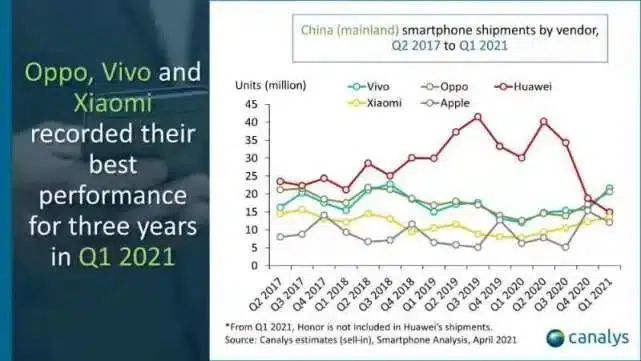 Oppo, Vivo and
Xiaomi
recorded their
best
performance
for three years
in Q1 2021
China (mainland) smartphone shipments by vendor,
Q2 2017 to Q1 2021
Units (million)
Vivo
Oppo
Huawei
Xiaomi
Apple
45
40
35
30
25
20
15
10
5
0
Q2 2017
Q3 2017
Q4 2017
Q1 2018
Q2 2018
Q3 2018
Q4 2018
Q1 2019
Q2 2019
Q3 2019
Q4 2019
Q1 2020
Q2 2020
Q3 2020
Q4 2020
Q1 2021
*From Q1 2021, Honor is not included in Huawei's shipments.
Source: Canalys estimates (sell-in), Smartphone Analysis, April 2021
canalys